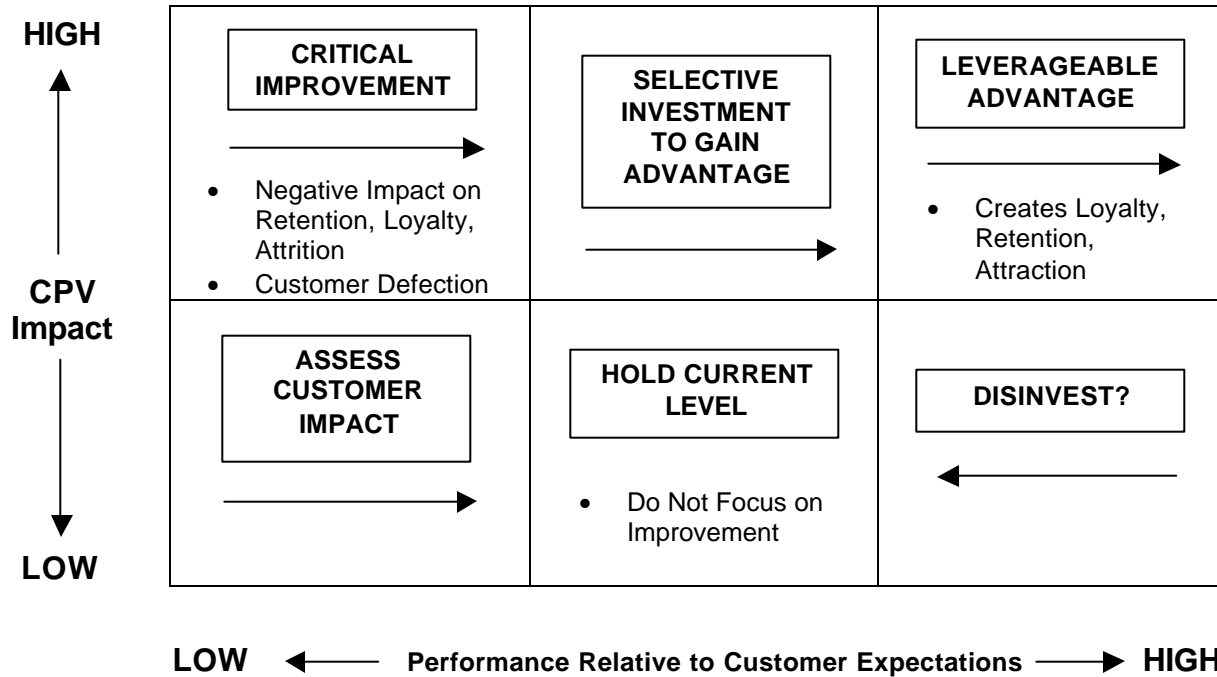 HIGH
CPV
Impact
LOW
CRITICAL
IMPROVEMENT
• Negative Impact on
Retention, Loyalty,
Attrition
• Customer Defection
SELECTIVE
INVESTMENT
TO GAIN
ADVANTAGE
LEVERAGEABLE
ADVANTAGE
• Creates Loyalty,
Retention,
Attraction
ASSESS
CUSTOMER
IMPACT
HOLD CURRENT
LEVEL
• Do Not Focus on
Improvement
DISINVEST?
LOW Performance Relative to Customer Expectations HIGH